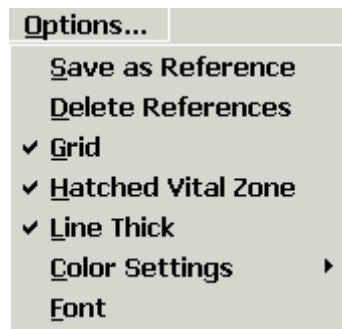 Options...
Save as Reference
Delete References
Grid
Hatched Vital Zone
Line Thick
Color Settings
Font